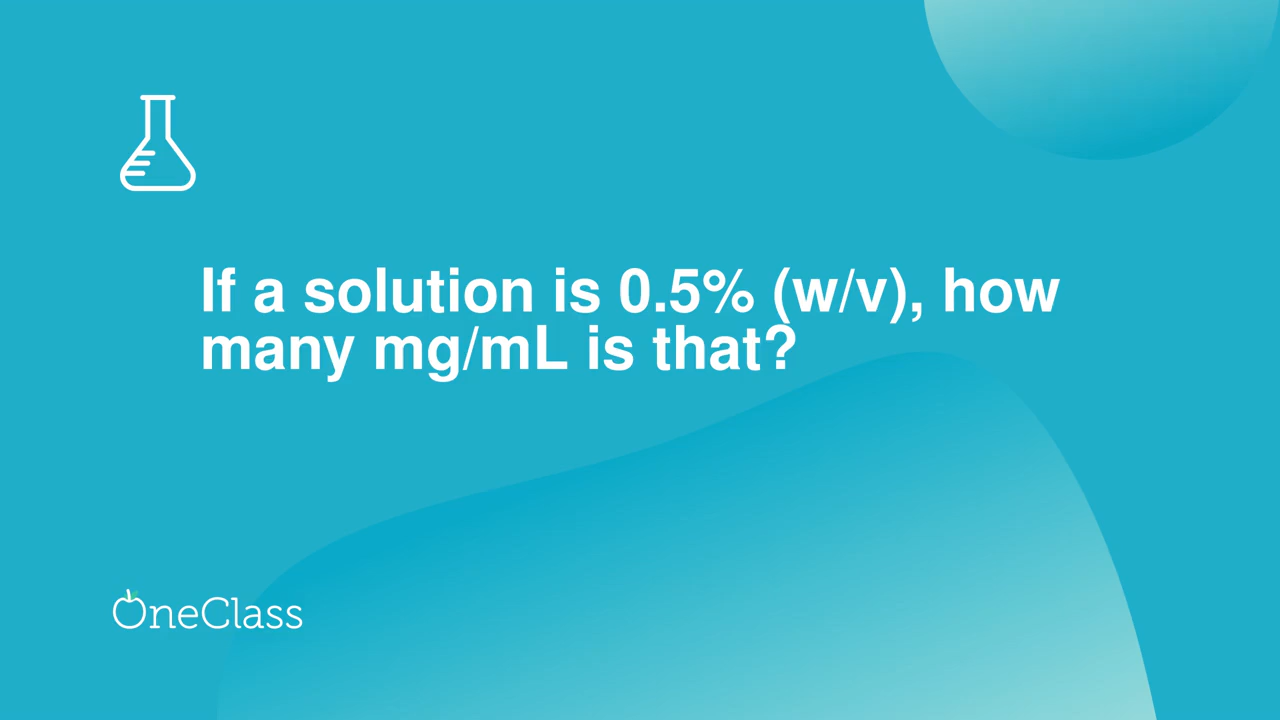 If a solution is 0.5% (w/v), how
many mg/mL is that?
OneClass